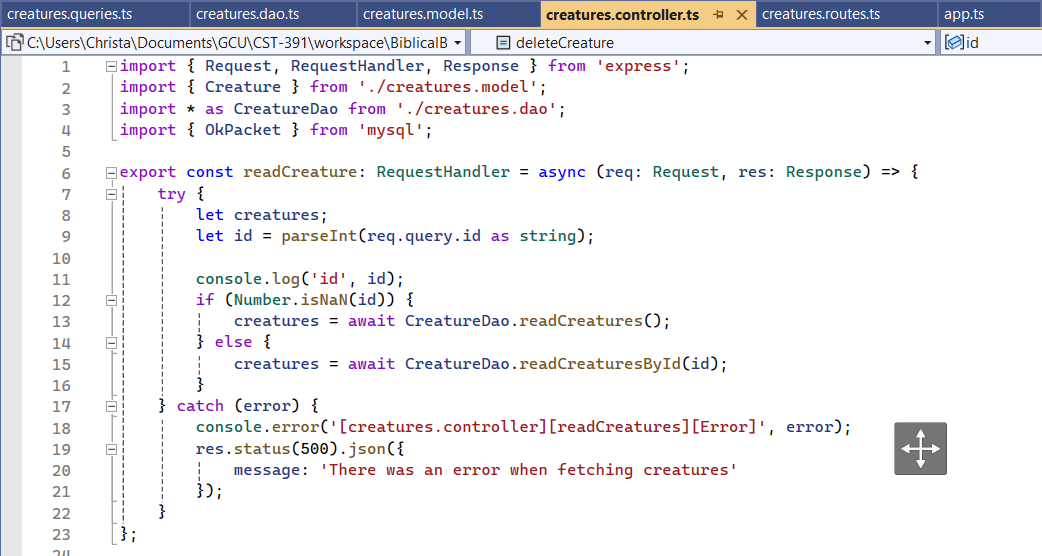 creatures.queries.ts creatures.dao.ts creatures.model.ts creatures.controller.ts creatures.routes.ts app.ts
C:\Users\Christa\Documents\GCU\CST-391\workspace\BiblicalB deleteCreature id
1 import { Request, RequestHandler, Response } from 'express';
2 import { Creature } from './creatures.model';
3 import * as CreatureDao from './creatures.dao';
4 import { OkPacket } from 'mysql';
5
6 export const readCreature: RequestHandler = async (req: Request, res: Response) => {
7     try {
8         let creatures;
9         let id = parseInt(req.query.id as string);
10
11         console.log('id', id);
12         if (Number.isNaN(id)) {
13             creatures = await CreatureDao.readCreatures();
14         } else {
15             creatures = await CreatureDao.readCreaturesById(id);
16         }
17     } catch (error) {
18         console.error('[creatures.controller][readCreatures][Error]', error);
19         res.status(500).json({
20             message: 'There was an error when fetching creatures'
21         });
22     }
23 };
24